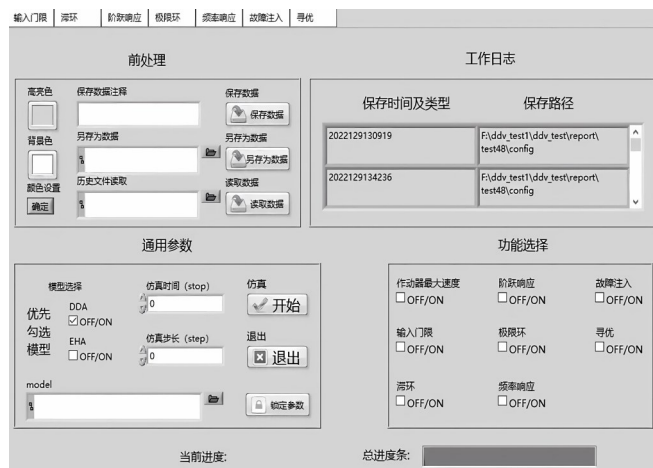 输入门限 滞环 阶跃响应 极限环 频率响应 故障注入 寻优
前处理
高亮色
保存数据注释
保存数据
保存数据
背景色
另存为数据
另存为数据
另存为数据
颜色设置
确定
历史文件读取
读取数据
读取数据
工作日志
保存时间及类型 保存路径
2022129130919 F:\ddv_test1\ddv_test\report\
test48\config
2022129134236 F:\ddv_test1\ddv_test\report\
test48\config
通用参数
模型选择
优先
勾选
模型
DDA
OFF/ON
EHA
OFF/ON
仿真时间（stop）
0
仿真步长（step）
0
仿真
开始
退出
退出
model
锁定参数
功能选择
作动器最大速度 阶跃响应 故障注入
OFF/ON OFF/ON OFF/ON
输入门限 极限环 寻优
OFF/ON OFF/ON OFF/ON
滞环 频率响应
OFF/ON OFF/ON
当前进度: 总进度条: